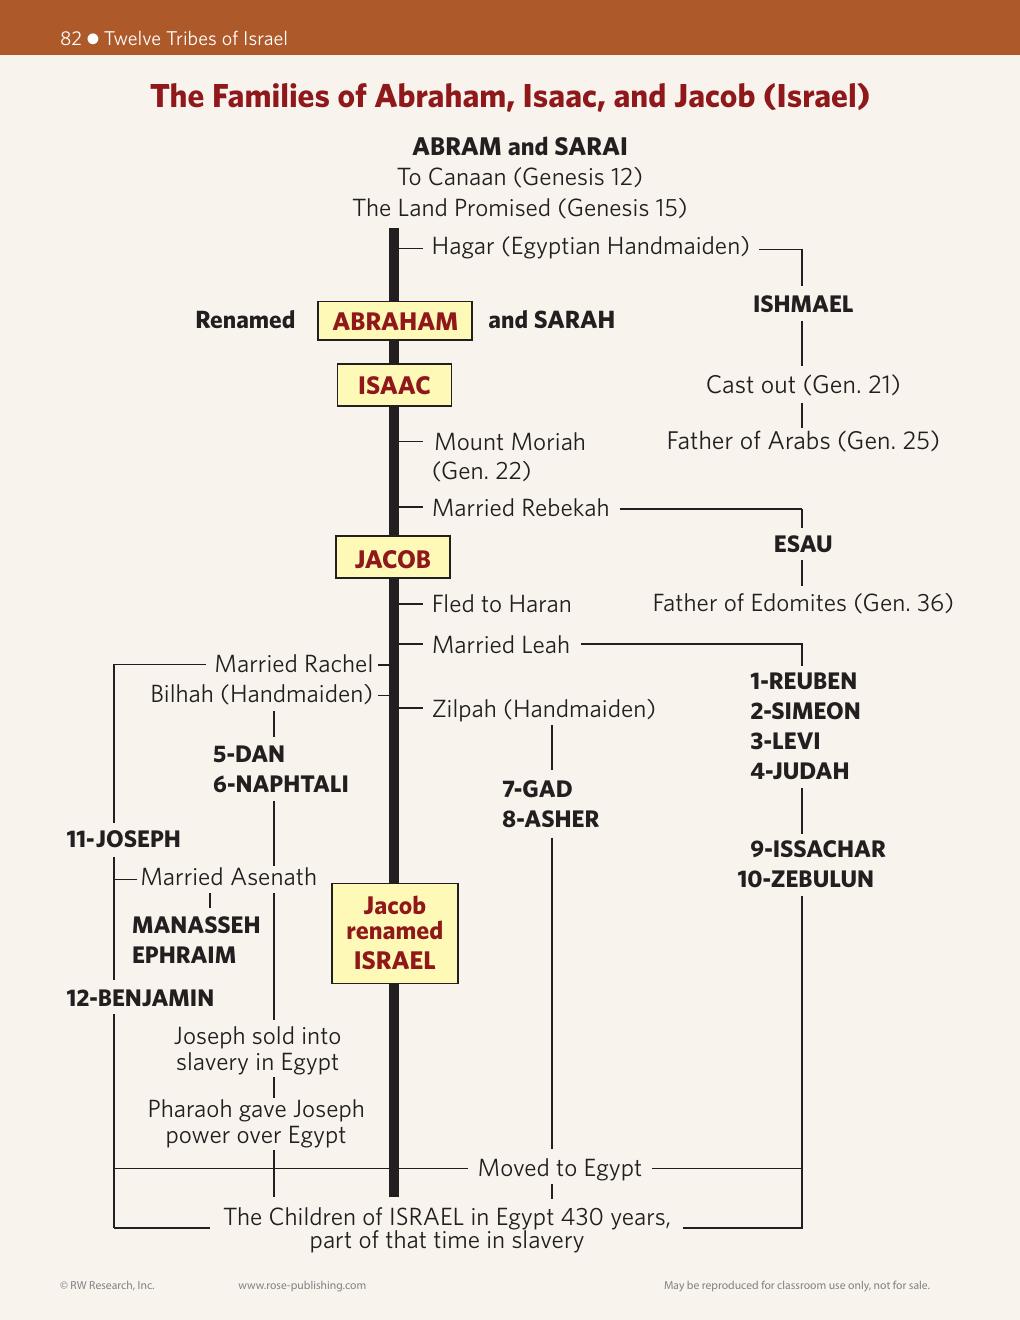 82 ● Twelve Tribes of Israel
The Families of Abraham, Isaac, and Jacob (Israel)
ABRAM and SARAI
To Canaan (Genesis 12)
The Land Promised (Genesis 15)
Hagar (Egyptian Handmaiden)
ISHMAEL
Renamed ABRAHAM and SARAH
ISAAC
Cast out (Gen. 21)
Mount Moriah
(Gen. 22)
Father of Arabs (Gen. 25)
Married Rebekah
ESAU
JACOB
Fled to Haran
Father of Edomites (Gen. 36)
Married Leah
Married Rachel
Bilhah (Handmaiden)
Zilpah (Handmaiden)
1-REUBEN
2-SIMEON
3-LEVI
4-JUDAH
5-DAN
6-NAPHTALI
7-GAD
8-ASHER
9-ISSACHAR
10-ZEBULUN
11-JOSEPH
Married Asenath
MANASSEH
EPHRAIM
Jacob
renamed
ISRAEL
12-BENJAMIN
Joseph sold into
slavery in Egypt
Pharaoh gave Joseph
power over Egypt
Moved to Egypt
The Children of ISRAEL in Egypt 430 years,
part of that time in slavery
© RW Research, Inc. www.rose-publishing.com May be reproduced for classroom use only, not for sale.